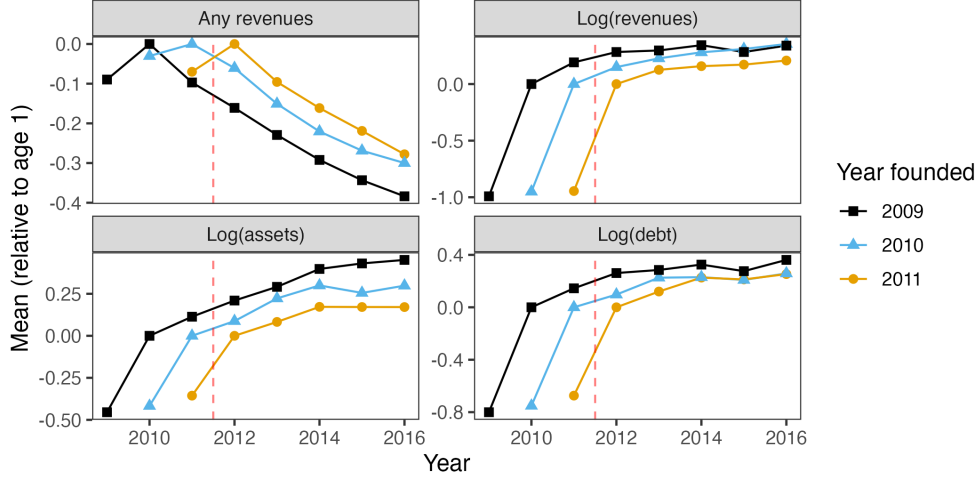 Any revenues
Log(revenues)
0.0
-0.1
-0.2
-0.3
-0.4
0.0
-0.5
-1.0
Log(assets)
Log(debt)
0.25
0.00
-0.25
-0.50
0.4
0.0
-0.4
-0.8
2010 2012 2014 2016
2010 2012 2014 2016
Year
Mean (relative to age 1)
Year founded
2009
2010
2011